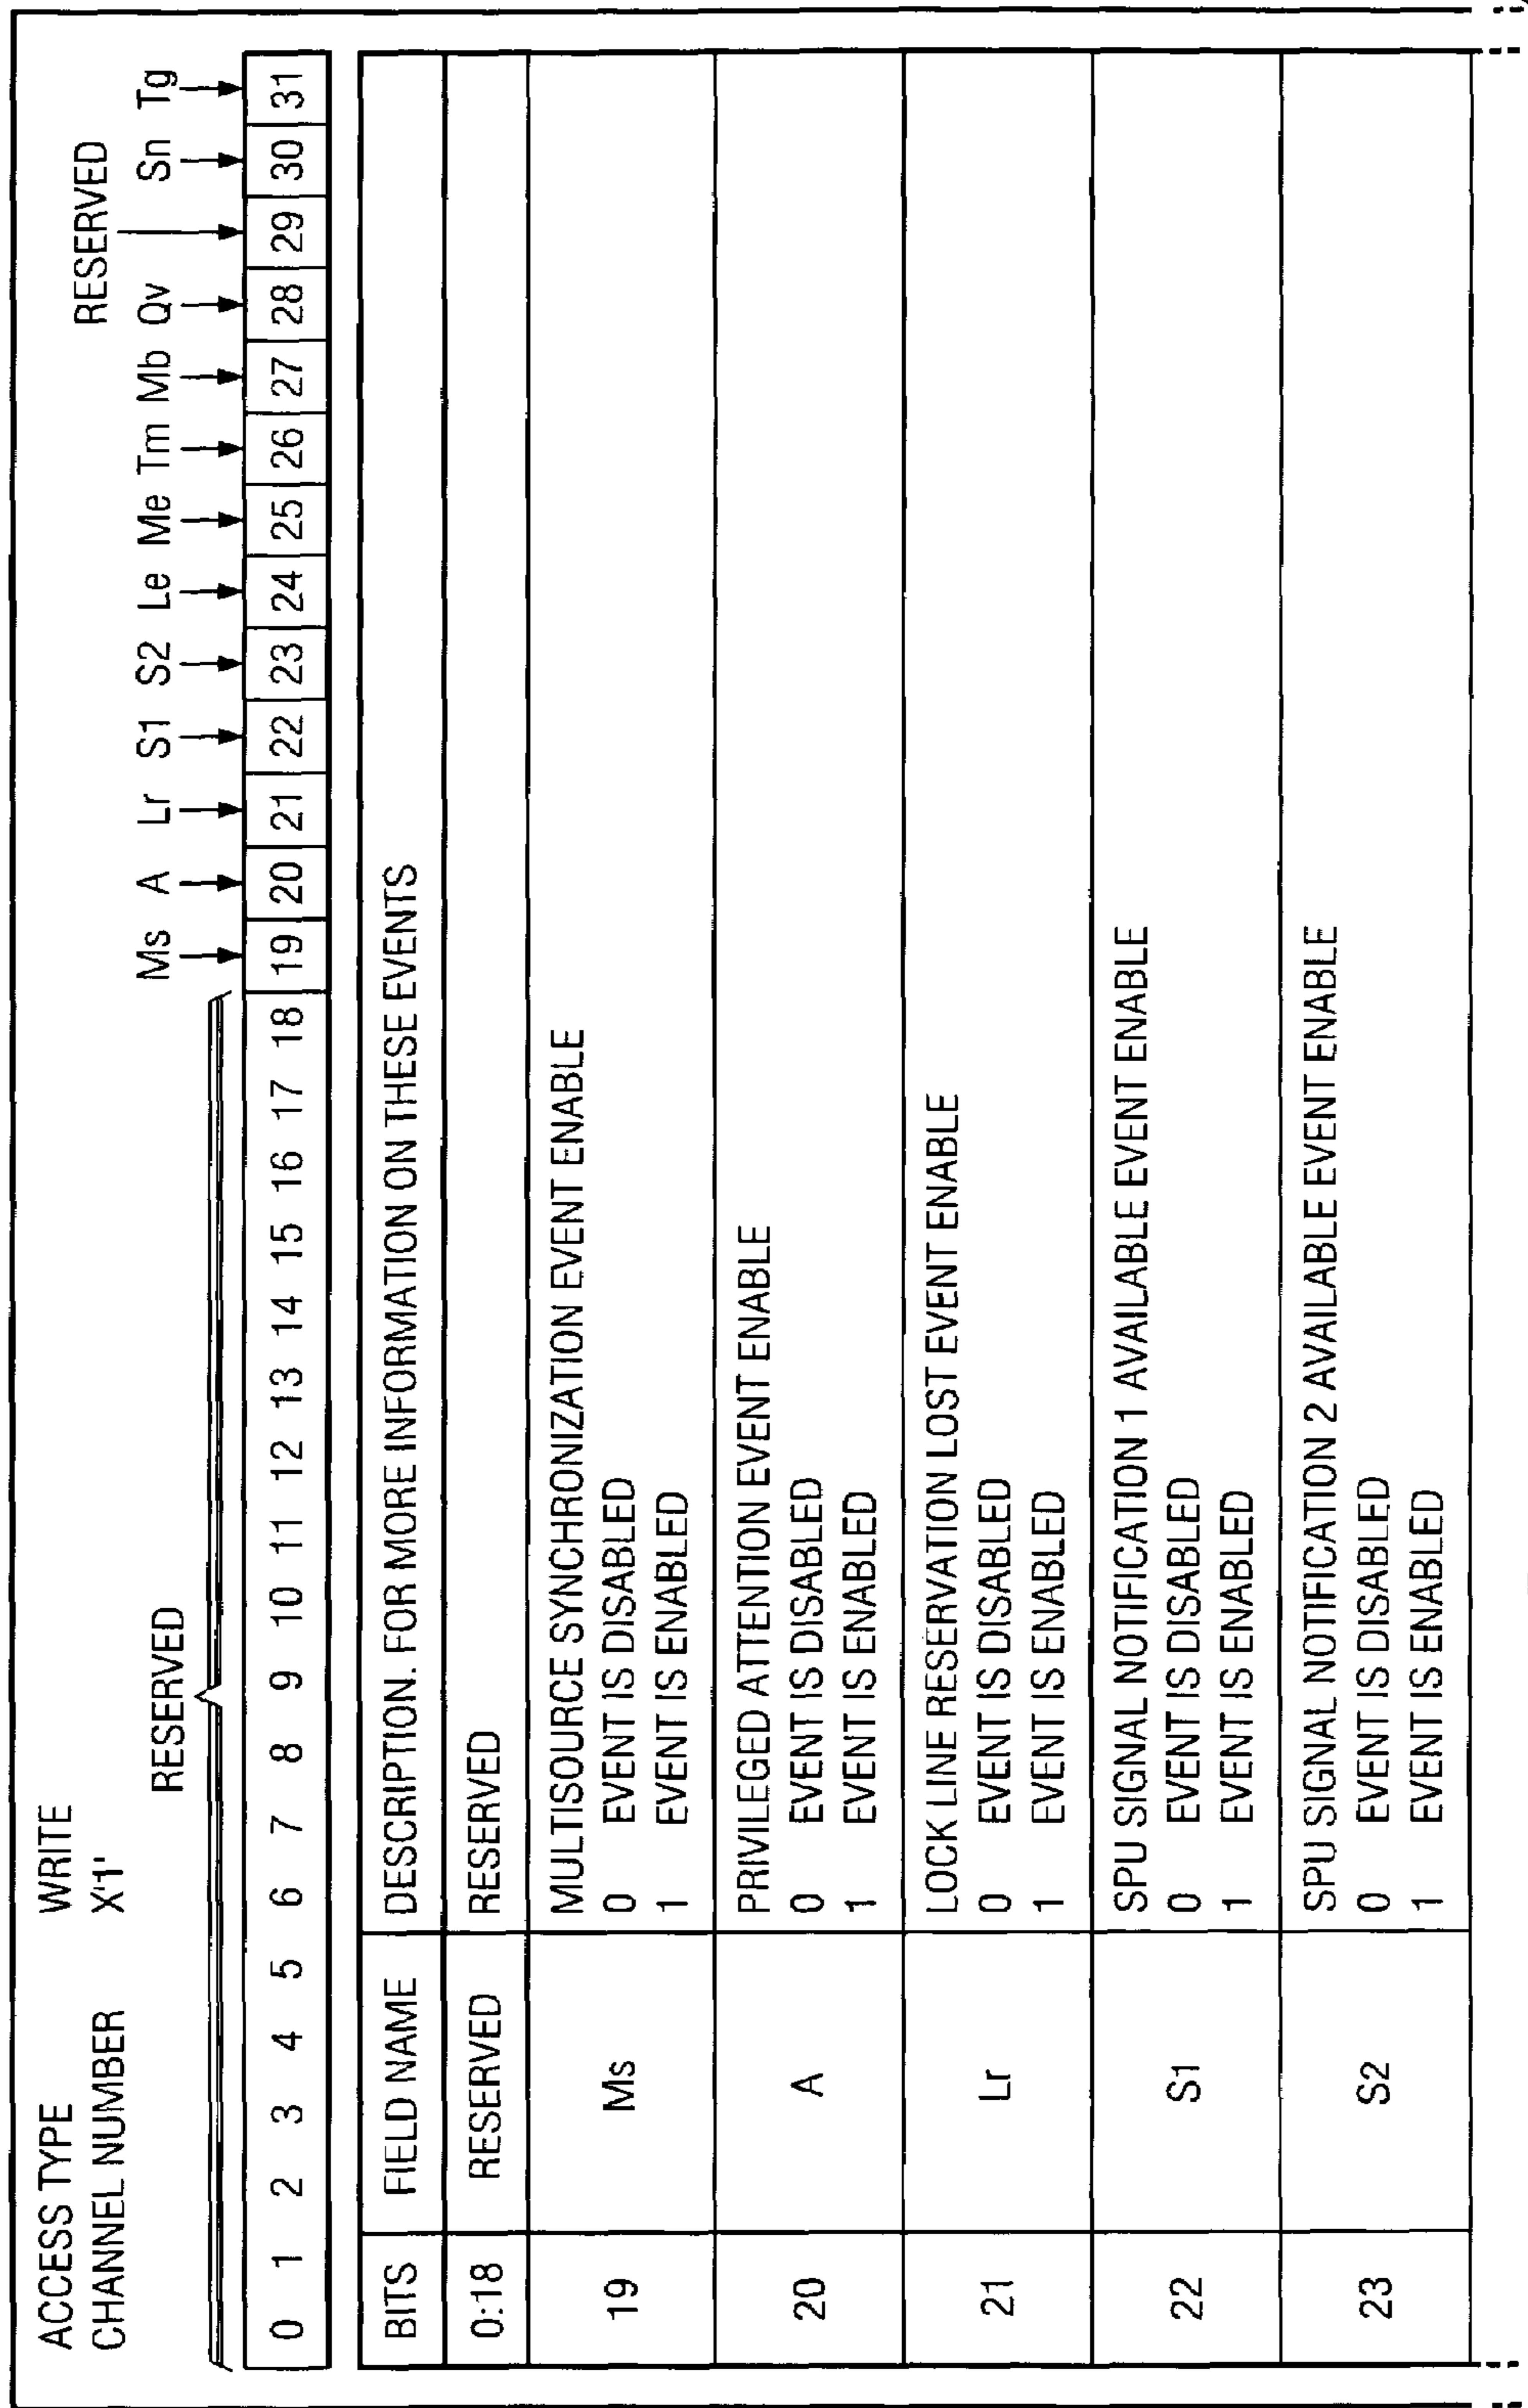 ACCESS TYPE WRITE
CHANNEL NUMBER X'1'
RESERVED
RESERVED
Ms A Lr S1 S2 Le Me Tm Mb Qv Sn Tg
0 1 2 3 4 5 6 7 8 9 10 11 12 13 14 15 16 17 18 19 20 21 22 23 24 25 26 27 28 29 30 31
BITS FIELD NAME DESCRIPTION. FOR MORE INFORMATION ON THESE EVENTS
0:18 RESERVED RESERVED
19 Ms MULTISOURCE SYNCHRONIZATION EVENT ENABLE
0 EVENT IS DISABLED
1 EVENT IS ENABLED
20 A PRIVILEGED ATTENTION EVENT ENABLE
0 EVENT IS DISABLED
1 EVENT IS ENABLED
21 Lr LOCK LINE RESERVATION LOST EVENT ENABLE
0 EVENT IS DISABLED
1 EVENT IS ENABLED
22 S1 SPU SIGNAL NOTIFICATION 1 AVAILABLE EVENT ENABLE
0 EVENT IS DISABLED
1 EVENT IS ENABLED
23 S2 SPU SIGNAL NOTIFICATION 2 AVAILABLE EVENT ENABLE
0 EVENT IS DISABLED
1 EVENT IS ENABLED